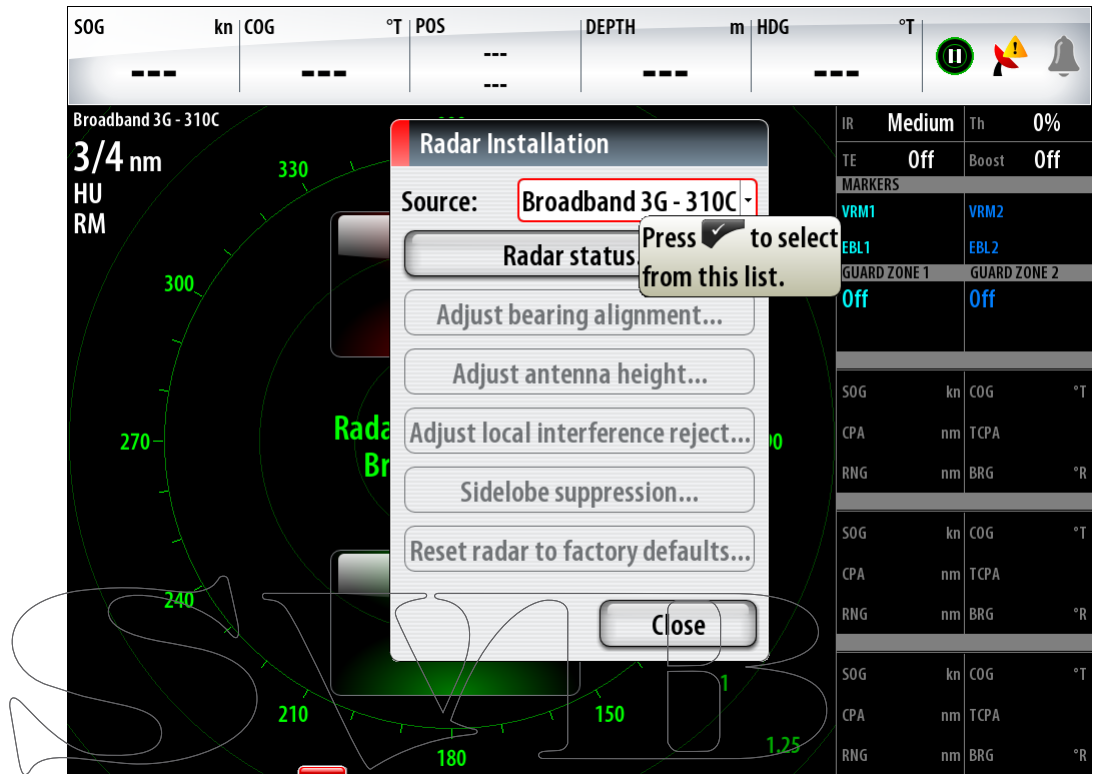 SOG kn COG °T POS DEPTH m HDG °T
---
--- --- --- ---
---
Broadband 3G - 310C
3/4 nm
HU
RM
330
300
270
240
210
180
150
90
1
1.25
Radar Installation
Source: Broadband 3G - 310C
Radar status
Press to select
from this list.
Adjust bearing alignment...
Adjust antenna height...
Adjust local interference reject...
Sidelobe suppression...
Reset radar to factory defaults...
Close
IR Medium Th 0%
TE Off Boost Off
MARKERS
VRM1 VRM2
EBL1 EBL2
GUARD ZONE 1 GUARD ZONE 2
Off Off
SOG kn COG °T
CPA nm TCPA
RNG nm BRG °R
SOG kn COG °T
CPA nm TCPA
RNG nm BRG °R
SOG kn COG °T
CPA nm TCPA
RNG nm BRG °R
SVB